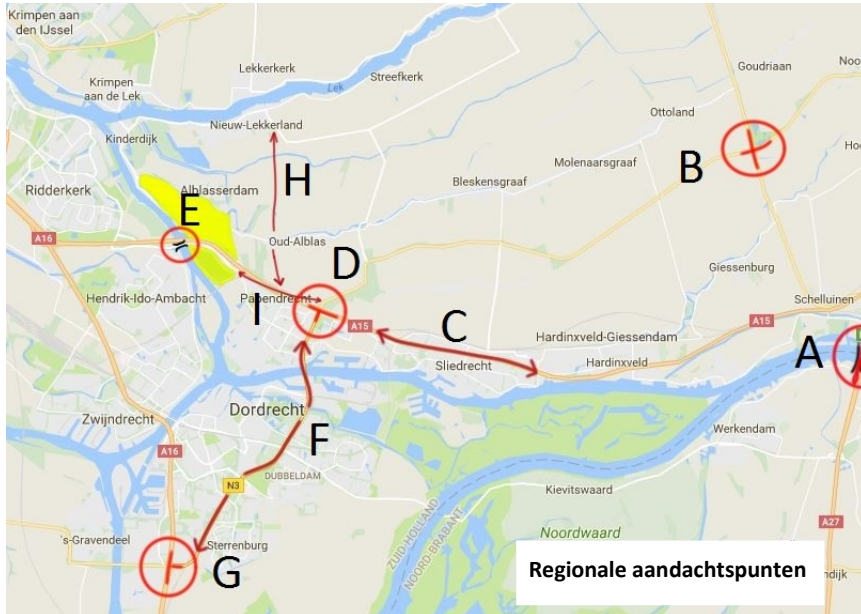 Krimpen aan
den IJssel
Goudriaan
Noor
Lekkerkerk
Streefkerk
Lek
Krimpen
aan de Lek
Ottoland
Nieuw-Lekkerland
Kinderdijk
B
Molenaarsgraaf
H
Bleskensgraaf
Ridderkerk
Alblasserdam
E
A16
Oud-Alblas
D
Giessenburg
Hendrik-Ido-Ambacht
Papendrecht
I
Schelluinen
A15
C
Hardinxveld-Giessendam
A15
Sliedrecht
Hardinxveld
A
Dordrecht
Zwijndrecht
F
Werkendam
A16
DUBBELDAM
N3
Kievitswaard
A27
's-Gravendeel
Sterrenburg
G
ZUID-HOLLAND
NOORD-BRABANT
Noordwaard
Regionale aandachtspunten